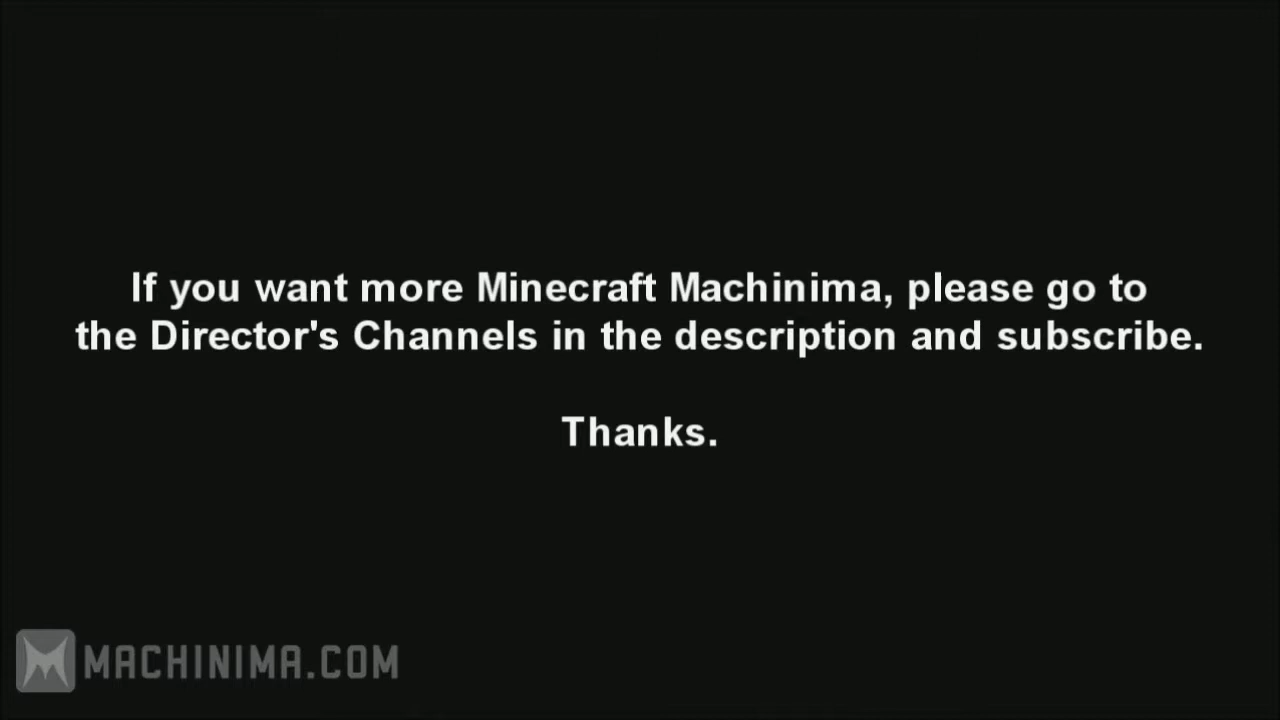 If you want more Minecraft Machinima, please go to
the Director's Channels in the description and subscribe.
Thanks.
MACHINIMA.COM